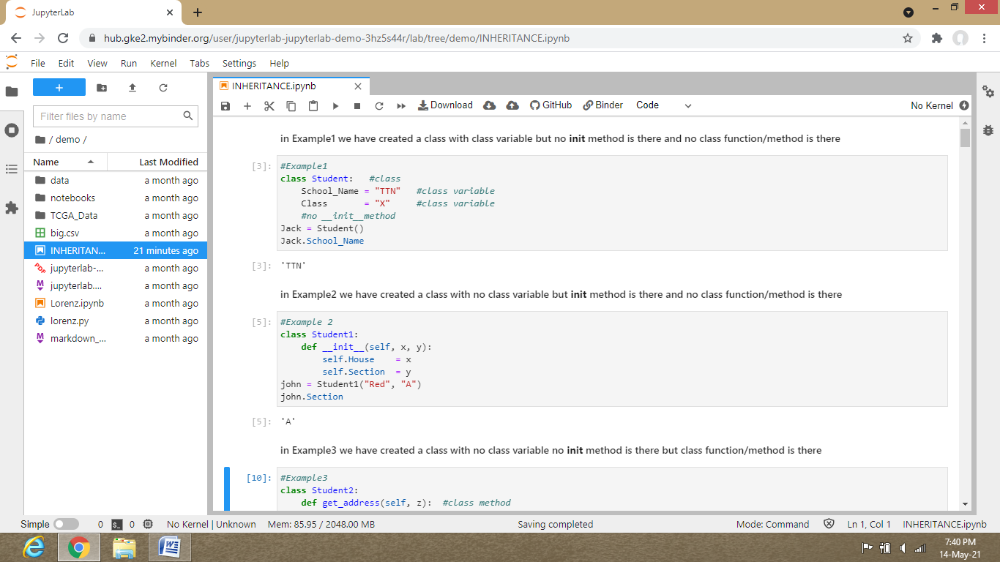 JupyterLab
hub.gke2.mybinder.org/user/jupyterlab-jupyterlab-demo-3hz5s44r/lab/tree/demo/INHERITANCE.ipynb
File Edit View Run Kernel Tabs Settings Help
Filter files by name
/ demo /
Name Last Modified
data a month ago
notebooks a month ago
TCGA_Data a month ago
big.csv a month ago
INHERITAN... 21 minutes ago
jupyterlab-... a month ago
jupyterlab.... a month ago
Lorenz.ipynb a month ago
lorenz.py a month ago
markdown_... a month ago
INHERITANCE.ipynb
Download GitHub Binder Code No Kernel
in Example1 we have created a class with class variable but no init method is there and no class function/method is there
[3]: #Example1
class Student: #class
School_Name = "TTN" #class variable
Class = "X" #class variable
#no __init__method
Jack = Student()
Jack.School_Name
[3]: 'TTN'
in Example2 we have created a class with no class variable but init method is there and no class function/method is there
[5]: #Example 2
class Student1:
def __init__(self, x, y):
self.House = x
self.Section = y
john = Student1("Red", "A")
john.Section
[5]: 'A'
in Example3 we have created a class with no class variable no init method is there but class function/method is there
[10]: #Example3
class Student2:
def get_address(self, z): #class method
Simple 0 $_ 0 No Kernel | Unknown Mem: 85.95 / 2048.00 MB Saving completed Mode: Command Ln 1, Col 1 INHERITANCE.ipynb
7:40 PM
14-May-21